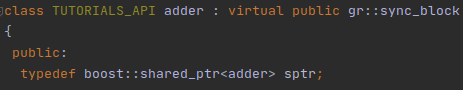 class TUTORIALS_API adder : virtual public gr::sync_block
{
 public:
  typedef boost::shared_ptr<adder> sptr;